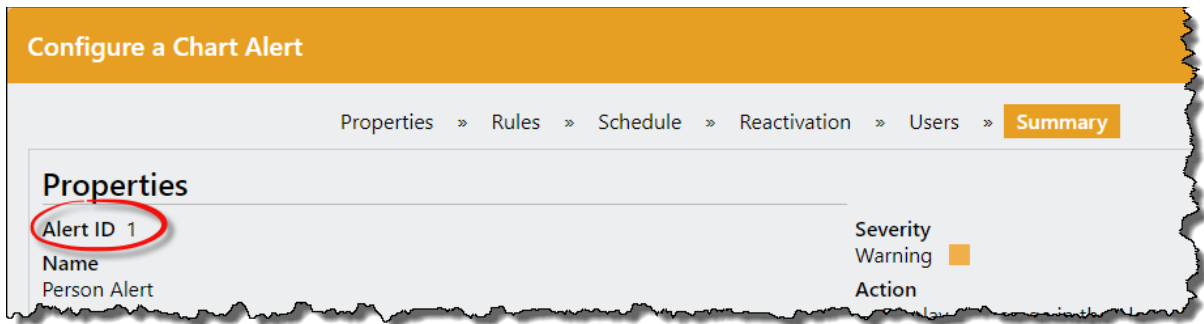 Configure a Chart Alert
Properties » Rules » Schedule » Reactivation » Users » Summary
Properties
Alert ID 1
Name
Person Alert
Severity
Warning
Action